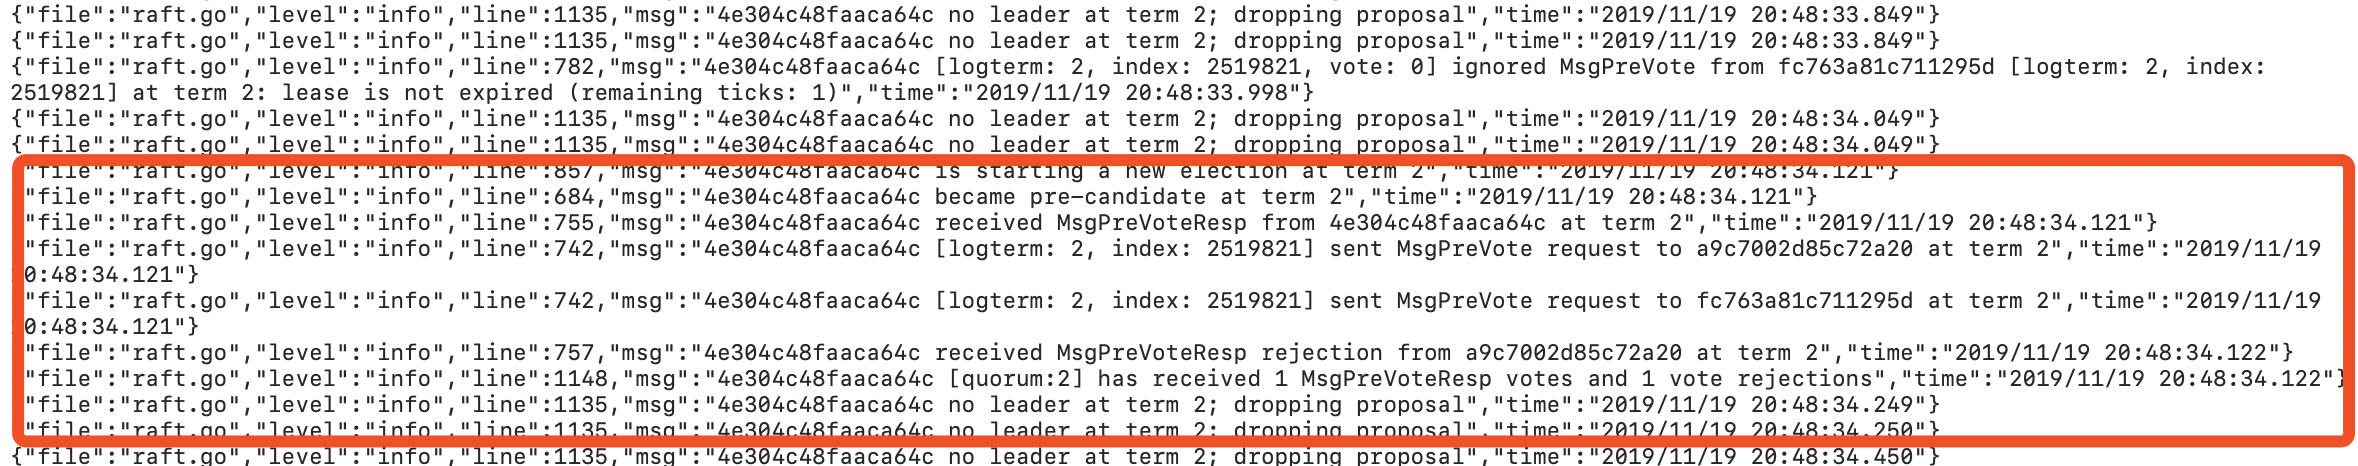 {"file":"raft.go","level":"info","line":1135,"msg":"4e304c48faaca64c no leader at term 2; dropping proposal","time":"2019/11/19 20:48:33.849"}
{"file":"raft.go","level":"info","line":1135,"msg":"4e304c48faaca64c no leader at term 2; dropping proposal","time":"2019/11/19 20:48:33.849"}
{"file":"raft.go","level":"info","line":782,"msg":"4e304c48faaca64c [logterm: 2, index: 2519821, vote: 0] ignored MsgPreVote from fc763a81c711295d [logterm: 2, index:
2519821] at term 2: lease is not expired (remaining ticks: 1)","time":"2019/11/19 20:48:33.998"}
{"file":"raft.go","level":"info","line":1135,"msg":"4e304c48faaca64c no leader at term 2; dropping proposal","time":"2019/11/19 20:48:34.049"}
{"file":"raft.go","level":"info","line":1135,"msg":"4e304c48faaca64c no leader at term 2; dropping proposal","time":"2019/11/19 20:48:34.049"}
"file":"raft.go","level":"info","line":857,"msg":"4e304c48faaca64c is starting a new election at term 2","time":"2019/11/19 20:48:34.121"}
"file":"raft.go","level":"info","line":684,"msg":"4e304c48faaca64c became pre-candidate at term 2","time":"2019/11/19 20:48:34.121"}
"file":"raft.go","level":"info","line":755,"msg":"4e304c48faaca64c received MsgPreVoteResp from 4e304c48faaca64c at term 2","time":"2019/11/19 20:48:34.121"}
"file":"raft.go","level":"info","line":742,"msg":"4e304c48faaca64c [logterm: 2, index: 2519821] sent MsgPreVote request to a9c7002d85c72a20 at term 2","time":"2019/11/19
0:48:34.121"}
"file":"raft.go","level":"info","line":742,"msg":"4e304c48faaca64c [logterm: 2, index: 2519821] sent MsgPreVote request to fc763a81c711295d at term 2","time":"2019/11/19
0:48:34.121"}
"file":"raft.go","level":"info","line":757,"msg":"4e304c48faaca64c received MsgPreVoteResp rejection from a9c7002d85c72a20 at term 2","time":"2019/11/19 20:48:34.122"}
"file":"raft.go","level":"info","line":1148,"msg":"4e304c48faaca64c [quorum:2] has received 1 MsgPreVoteResp votes and 1 vote rejections","time":"2019/11/19 20:48:34.122"}
"file":"raft.go","level":"info","line":1135,"msg":"4e304c48faaca64c no leader at term 2; dropping proposal","time":"2019/11/19 20:48:34.249"}
"file":"raft.go","level":"info","line":1135,"msg":"4e304c48faaca64c no leader at term 2; dropping proposal","time":"2019/11/19 20:48:34.250"}
{"file":"raft.go","level":"info","line":1135,"msg":"4e304c48faaca64c no leader at term 2; dropping proposal","time":"2019/11/19 20:48:34.450"}